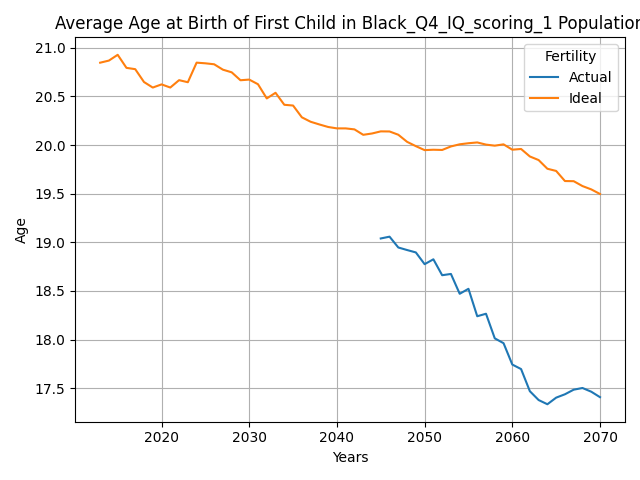 Average Age at Birth of First Child in Black_Q4_IQ_scoring_1 Population
Fertility
Actual
Ideal
21.0
20.5
20.0
19.5
19.0
18.5
18.0
17.5
Age
2020 2030 2040 2050 2060 2070
Years